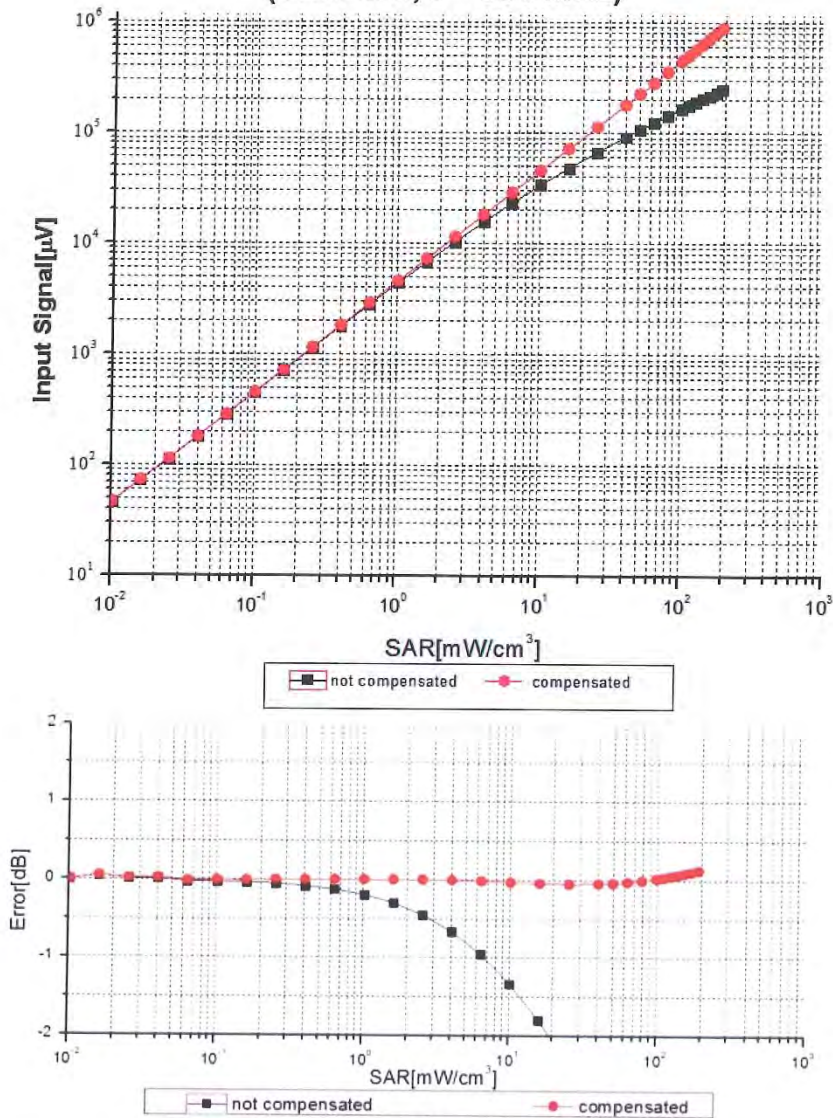 10⁶
10⁵
10⁴
10³
10²
10¹
Input Signal[µV]
10⁻² 10⁻¹ 10⁰ 10¹ 10² 10³
SAR[mW/cm³]
not compensated compensated
2
1
0
-1
-2
Error[dB]
10⁻² 10⁻¹ 10⁰ 10¹ 10² 10³
SAR[mW/cm³]
not compensated compensated